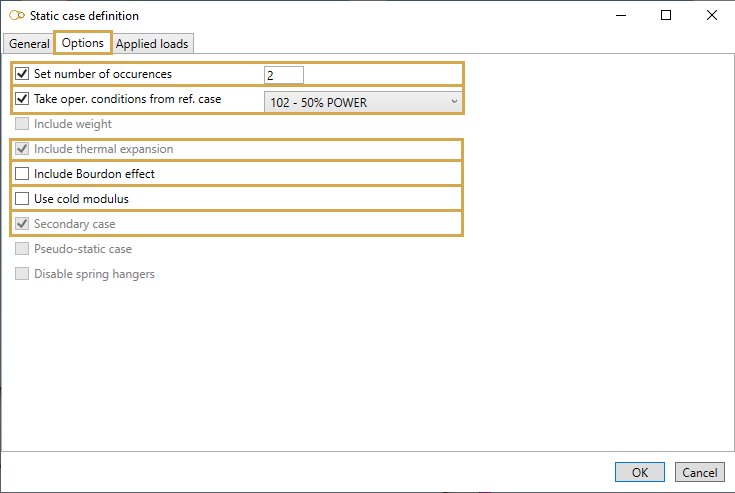 Static case definition
General Options Applied loads
Set number of occurences 2
Take oper. conditions from ref. case 102 - 50% POWER
Include weight
Include thermal expansion
Include Bourdon effect
Use cold modulus
Secondary case
Pseudo-static case
Disable spring hangers
OK Cancel